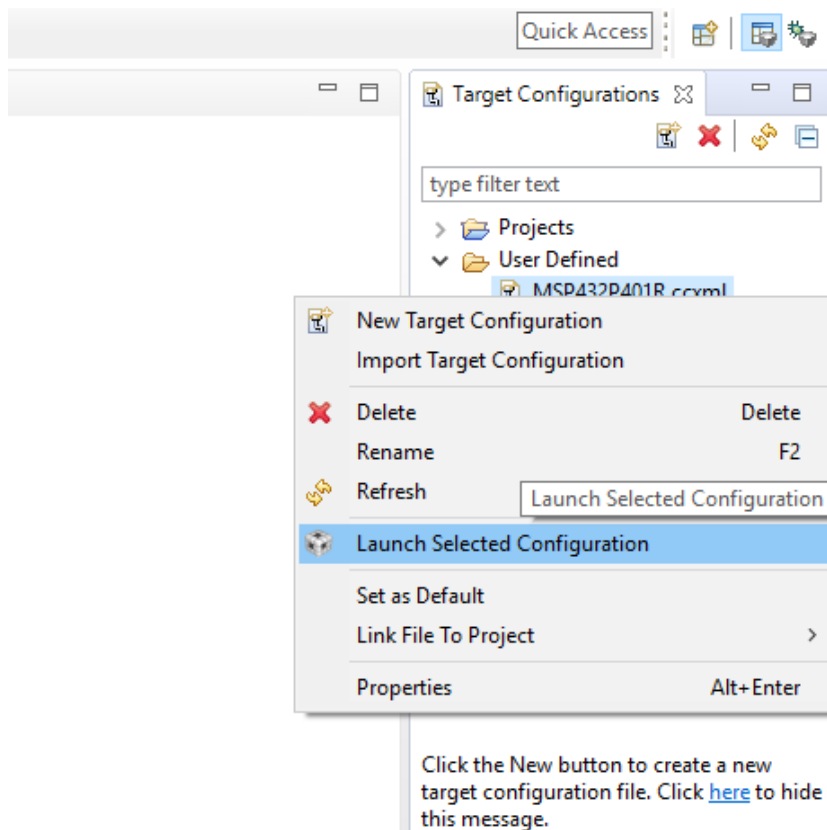 Quick Access
Target Configurations
type filter text
Projects
User Defined
MSP432P401R.ccxml
New Target Configuration
Import Target Configuration
Delete Delete
Rename F2
Refresh
Launch Selected Configuration
Launch Selected Configuration
Set as Default
Link File To Project
Properties Alt+Enter
Click the New button to create a new
target configuration file. Click here to hide
this message.